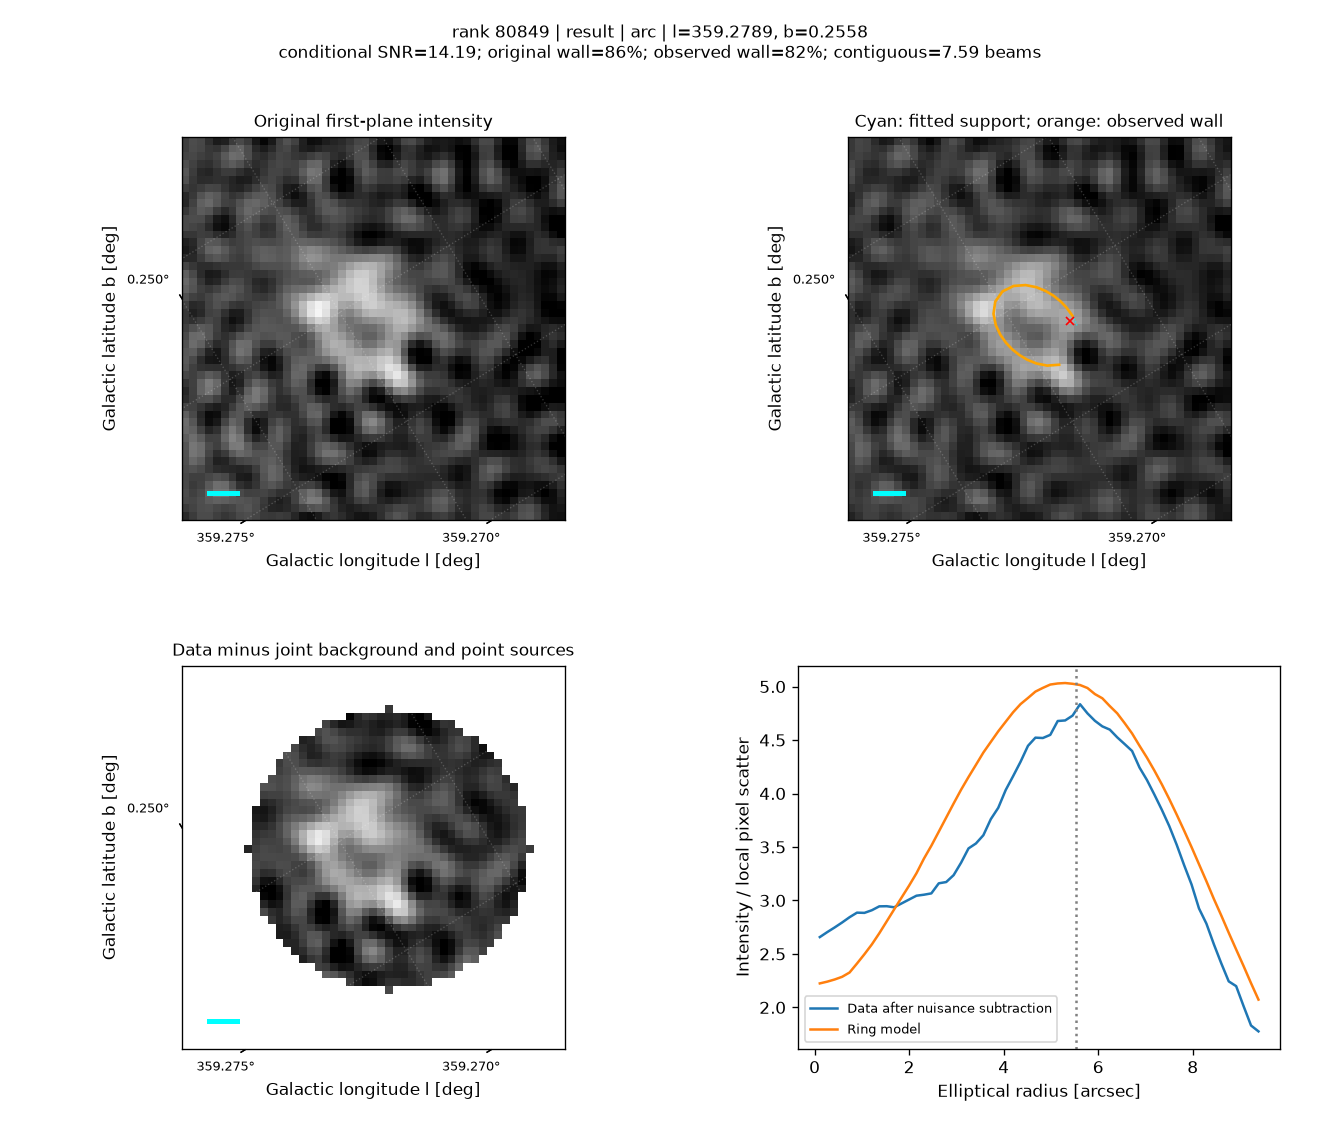 rank 80849 | result | arc | l=359.2789, b=0.2558
conditional SNR=14.19; original wall=86%; observed wall=82%; contiguous=7.59 beams
Original first-plane intensity
Galactic latitude b [deg]
0.250°
359.275°
359.270°
Galactic longitude l [deg]
Cyan: fitted support; orange: observed wall
Galactic latitude b [deg]
0.250°
359.275°
359.270°
Galactic longitude l [deg]
Data minus joint background and point sources
Galactic latitude b [deg]
0.250°
359.275°
359.270°
Galactic longitude l [deg]
Intensity / local pixel scatter
5.0
4.5
4.0
3.5
3.0
2.5
2.0
Data after nuisance subtraction
Ring model
0
2
4
6
8
Elliptical radius [arcsec]